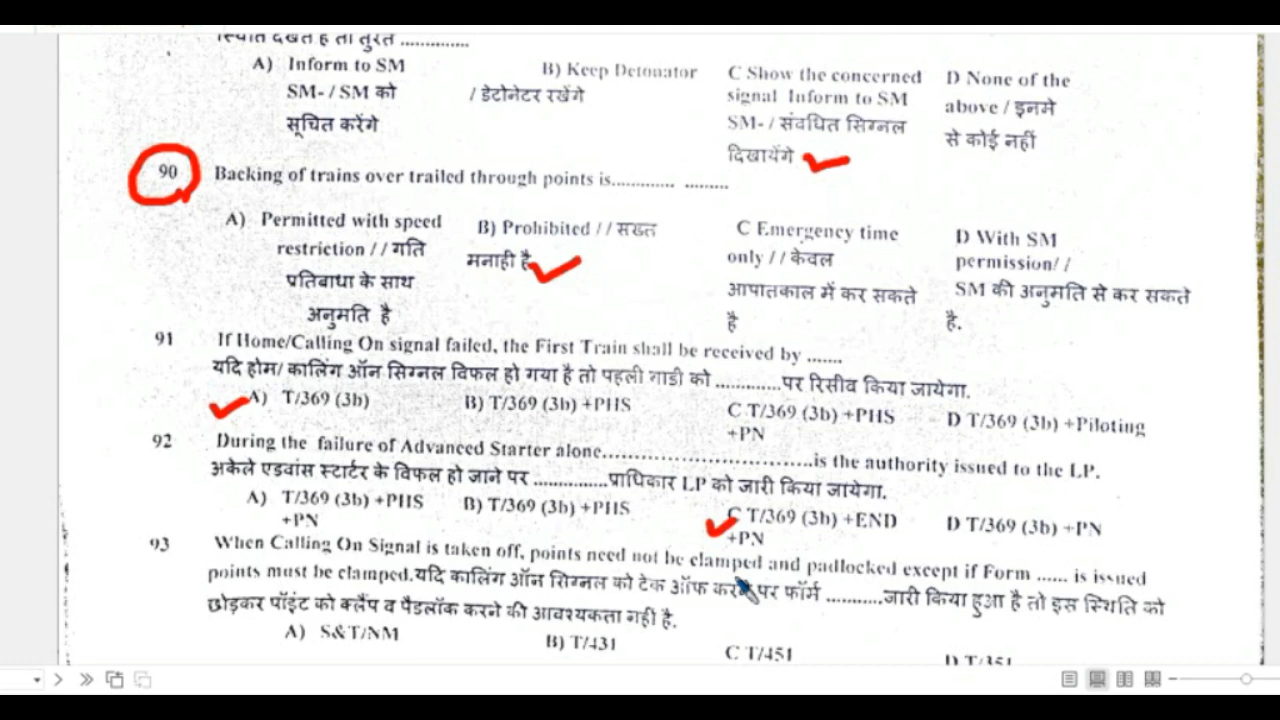 स्थिति देखते है तो तुरंत ..............
A) Inform to SM B) Keep Detonator C Show the concerned D None of the
SM- / SM को / डेटोनेटर रखेंगे signal Inform to SM above / इनमे
सूचित करेंगे SM- / संवधित सिग्नल से कोई नहीं
दिखायेंगे
90 Backing of trains over trailed through points is............. .........
A) Permitted with speed B) Prohibited // सख्त C Emergency time D With SM
restriction // गति मनाही है only // केवल permission//
प्रतिबाधा के साथ आपातकाल में कर सकते SM की अनुमति से कर सकते
अनुमति है है है.
91 If Home/Calling On signal failed, the First Train shall be received by .......
यदि होम/ कालिंग ऑन सिग्नल विफल हो गया है तो पहली गाडी को .............पर रिसीव किया जायेगा.
A) T/369 (3b) B) T/369 (3b) +PHS C T/369 (3b) +PHS D T/369 (3b) +Piloting
+PN
92 During the failure of Advanced Starter alone......................................is the authority issued to the LP.
अकेले एडवांस स्टार्टर के विफल हो जाने पर ...............प्राधिकार LP को जारी किया जायेगा.
A) T/369 (3b) +PHS B) T/369 (3b) +PHS C T/369 (3b) +END D T/369 (3b) +PN
+PN +PN
93 When Calling On Signal is taken off, points need not be clamped and padlocked except if Form ...... is issued
points must be clamped.यदि कालिंग ऑन सिग्नल को टेक ऑफ करने पर फॉर्म ...........जारी किया हुआ है तो इस स्थिति को
छोड़कर पॉइंट को क्लैंप व पैडलॉक करने की आवश्यकता नही है.
A) S&T/NM B) T/431 C T/451 D T/351